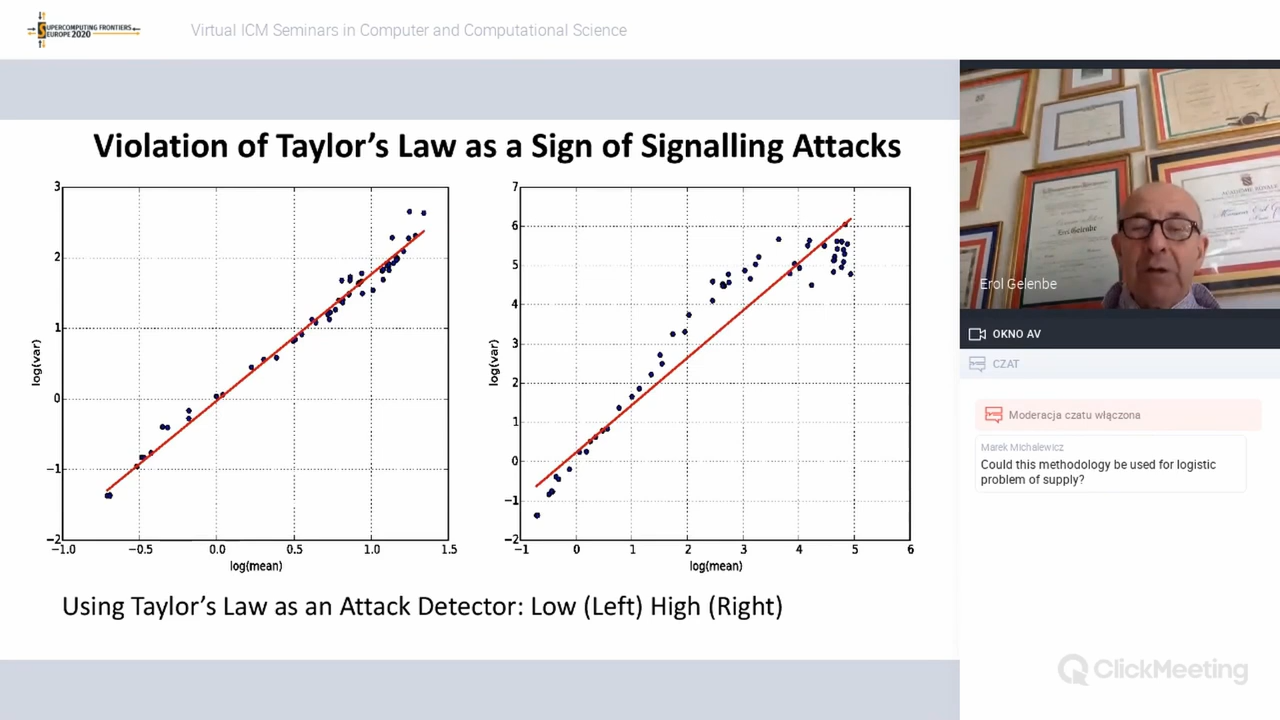 SUPERCOMPUTING FRONTIERS
EUROPE 2020
Virtual ICM Seminars in Computer and Computational Science
Violation of Taylor's Law as a Sign of Signalling Attacks
3
2
1
0
−1
−2
log(var)
−1.0 −0.5 0.0 0.5 1.0 1.5
log(mean)
7
6
5
4
3
2
1
0
−1
−2
log(var)
−1 0 1 2 3 4 5 6
log(mean)
Using Taylor's Law as an Attack Detector: Low (Left) High (Right)
Erol Gelenbe
OKNO AV
CZAT
Moderacja czatu włączona
Marek Michalewicz
Could this methodology be used for logistic
problem of supply?
ClickMeeting